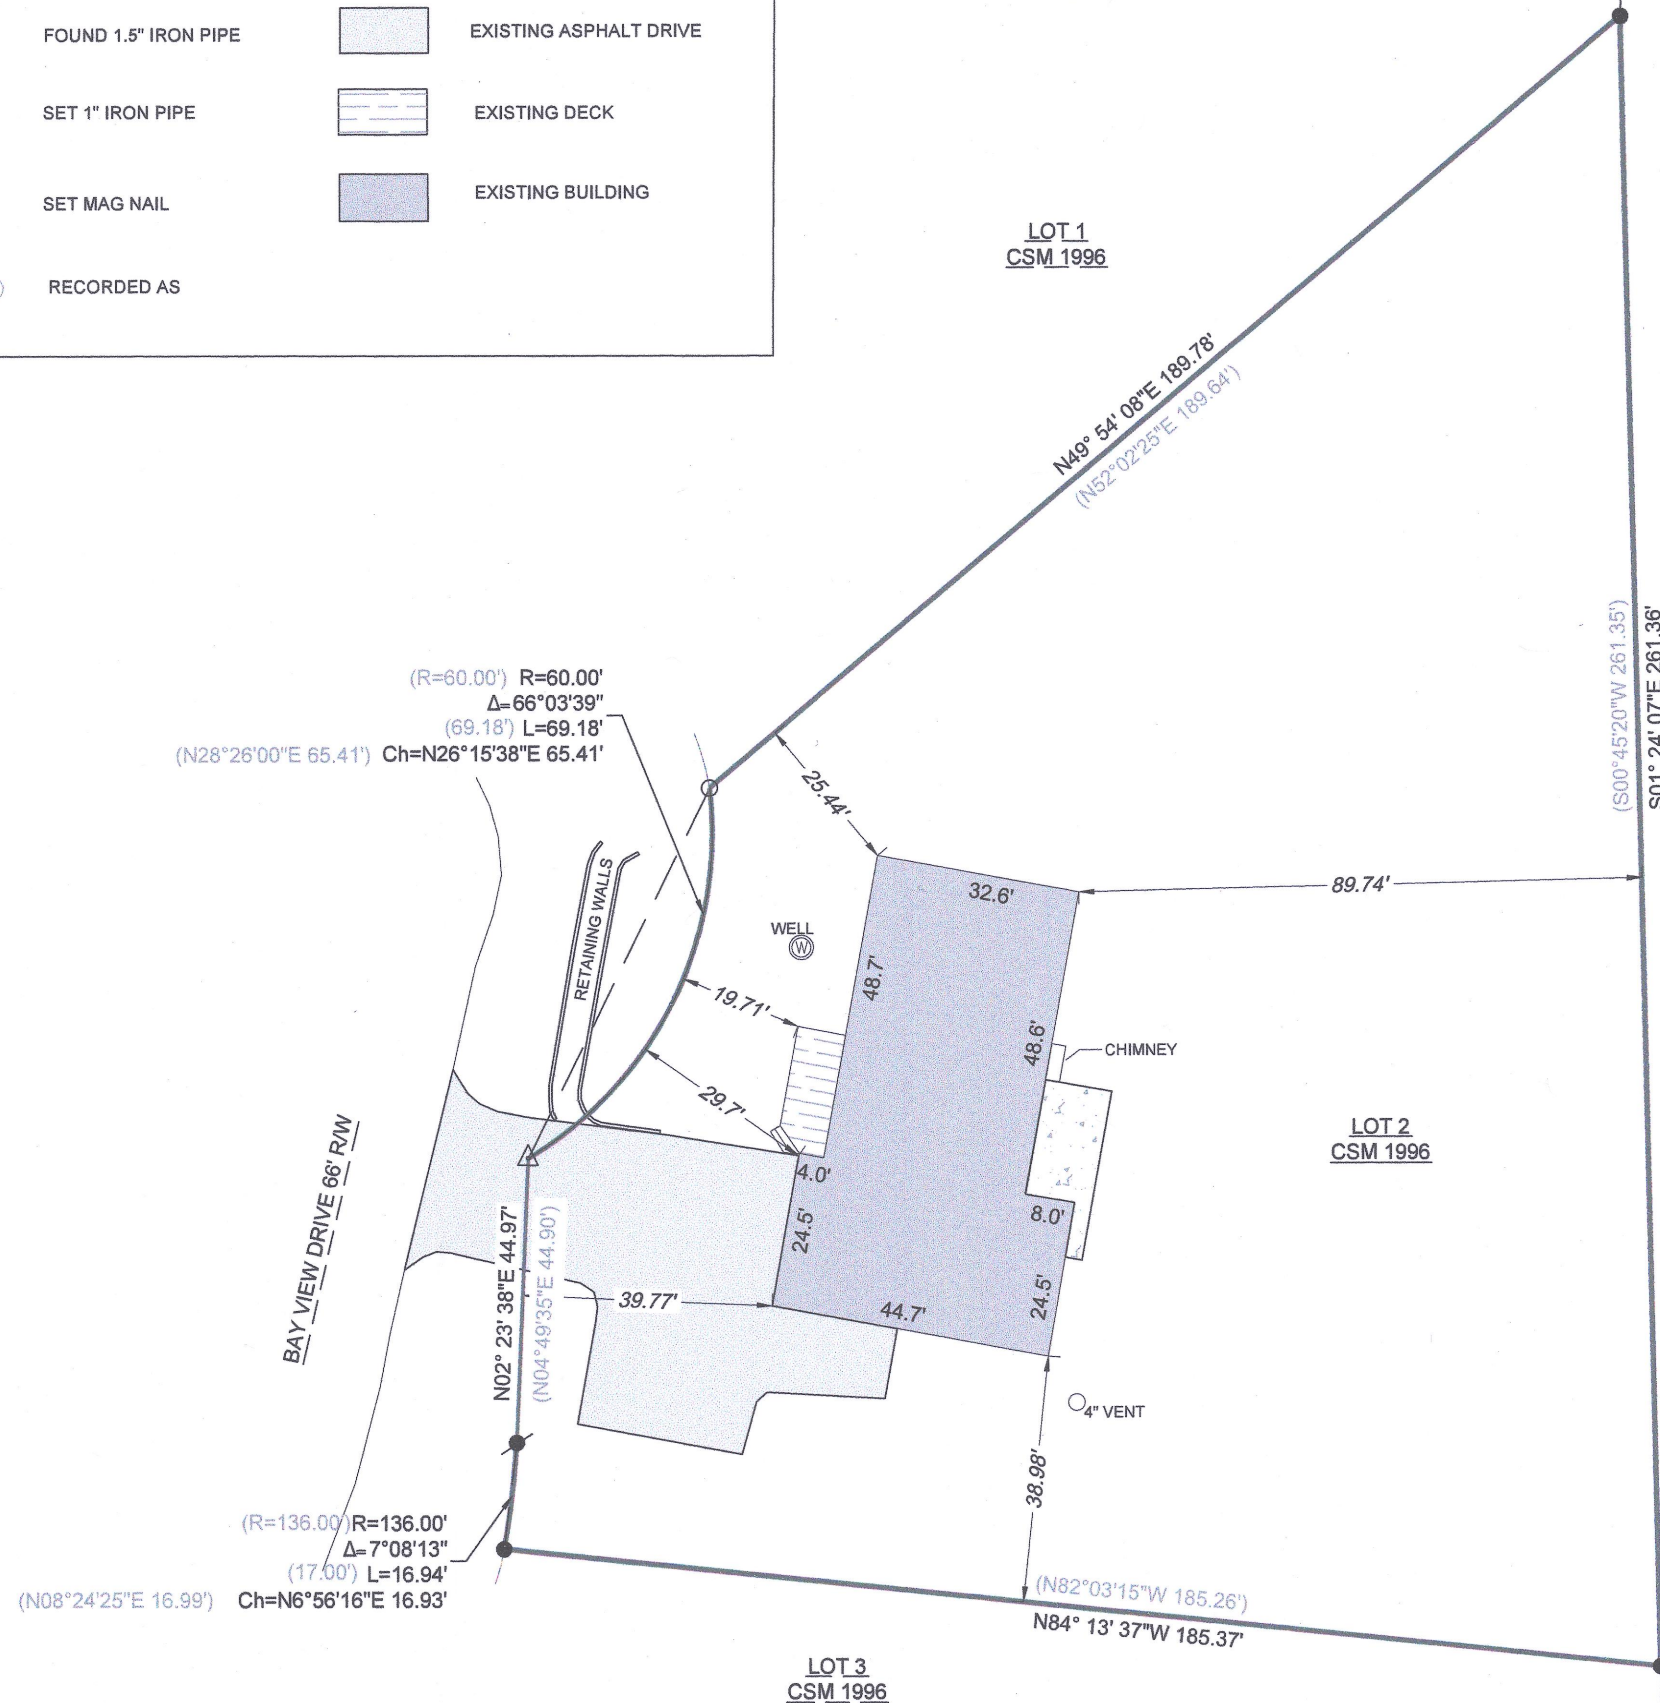 FOUND 1.5" IRON PIPE
EXISTING ASPHALT DRIVE
SET 1" IRON PIPE
EXISTING DECK
SET MAG NAIL
EXISTING BUILDING
) RECORDED AS
LOT 1
CSM 1996
N49° 54' 08"E 189.78'
(N52°02'25"E 189.64')
(S00°45'20"W 261.35')
S01° 24' 07"E 261.36'
(R=60.00') R=60.00'
Δ=66°03'39"
(69.18') L=69.18'
(N28°26'00"E 65.41') Ch=N26°15'38"E 65.41'
25.44'
32.6'
89.74'
RETAINING WALLS
WELL
W
48.7'
19.71'
48.6'
CHIMNEY
29.7'
LOT 2
CSM 1996
BAY VIEW DRIVE 66' R/W
4.0'
8.0'
24.5'
N02° 23' 38"E 44.97'
(N04°49'35"E 44.90')
39.77'
44.7'
24.5'
4" VENT
38.98'
(R=136.00') R=136.00'
Δ=7°08'13"
(17.00') L=16.94'
(N08°24'25"E 16.99') Ch=N6°56'16"E 16.93'
(N82°03'15"W 185.26')
N84° 13' 37"W 185.37'
LOT 3
CSM 1996